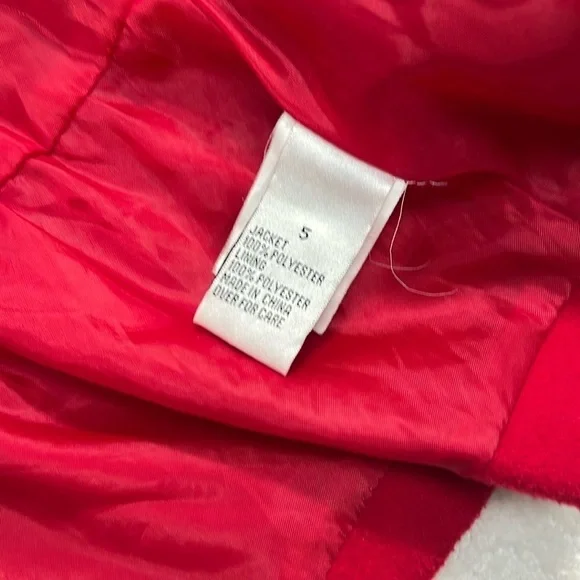 5
JACKET
100% POLYESTER
LINING
100% POLYESTER
MADE IN CHINA
OVER FOR CARE